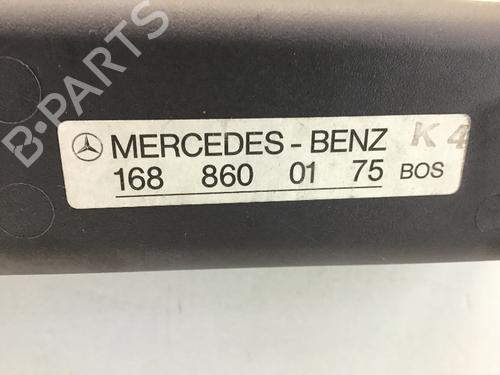 B-PARTS
MERCEDES - BENZ K 4
168 860 01 75 BOS